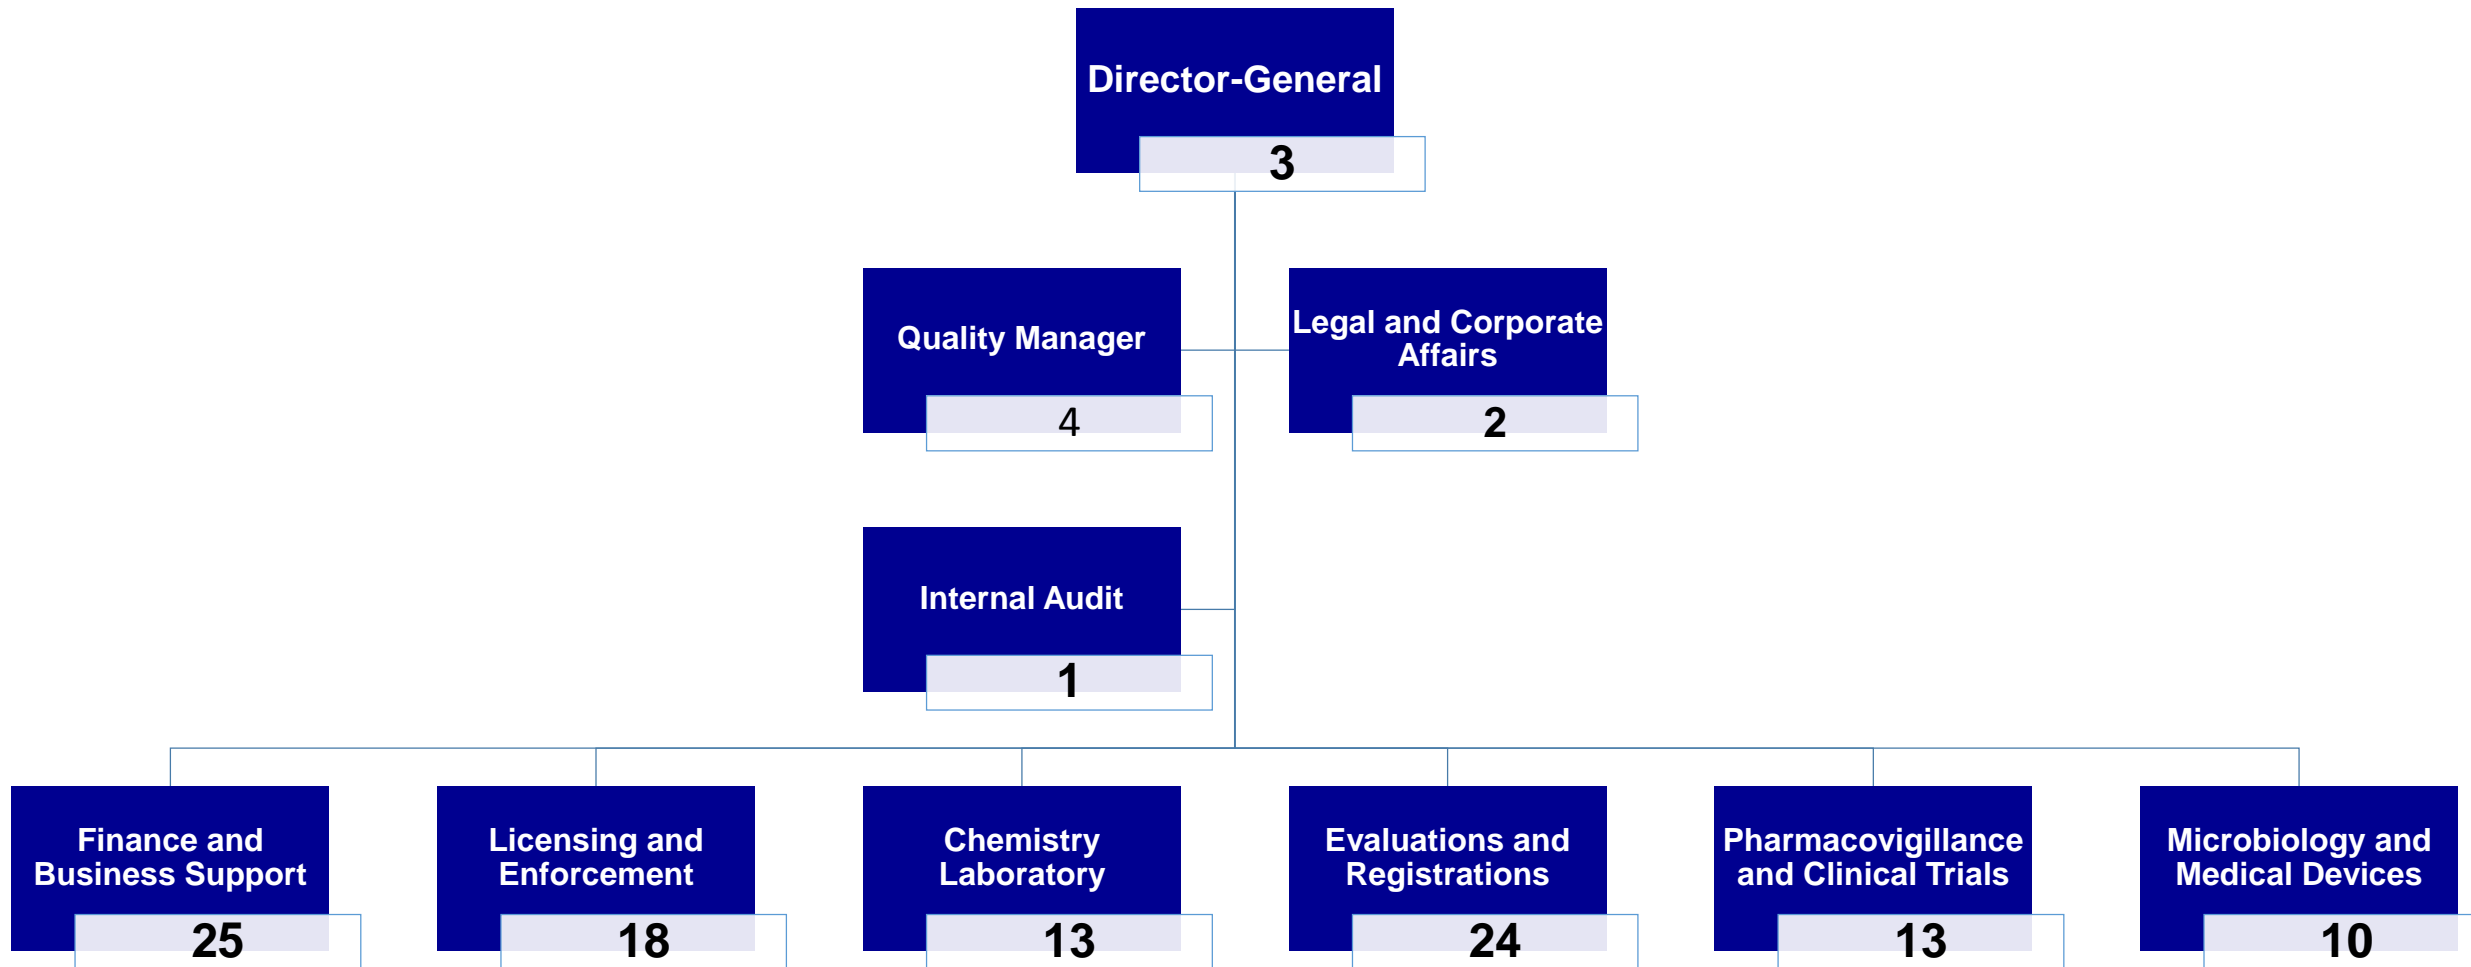 Director-General
3
Quality Manager
4
Legal and Corporate
Affairs
2
Internal Audit
1
Finance and
Business Support
25
Licensing and
Enforcement
18
Chemistry
Laboratory
13
Evaluations and
Registrations
24
Pharmacovigillance
and Clinical Trials
13
Microbiology and
Medical Devices
10